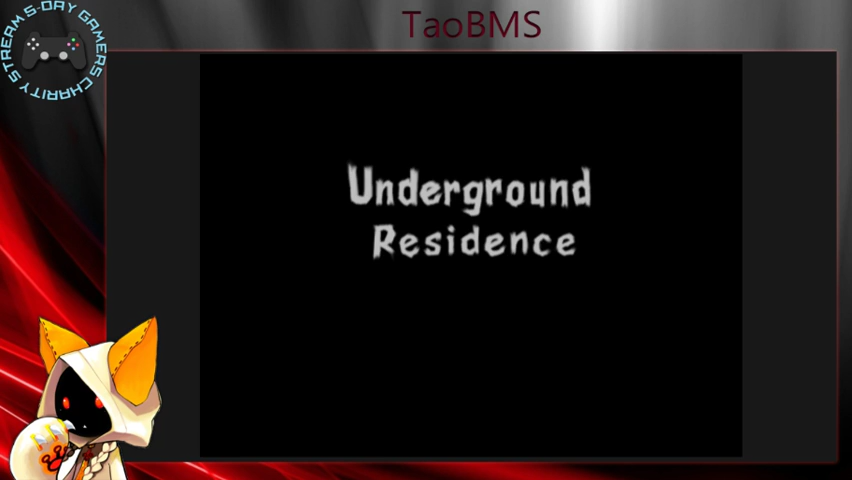 STREAM 5-DAY GAMERS CHARITY
TaoBMS
Underground
Residence